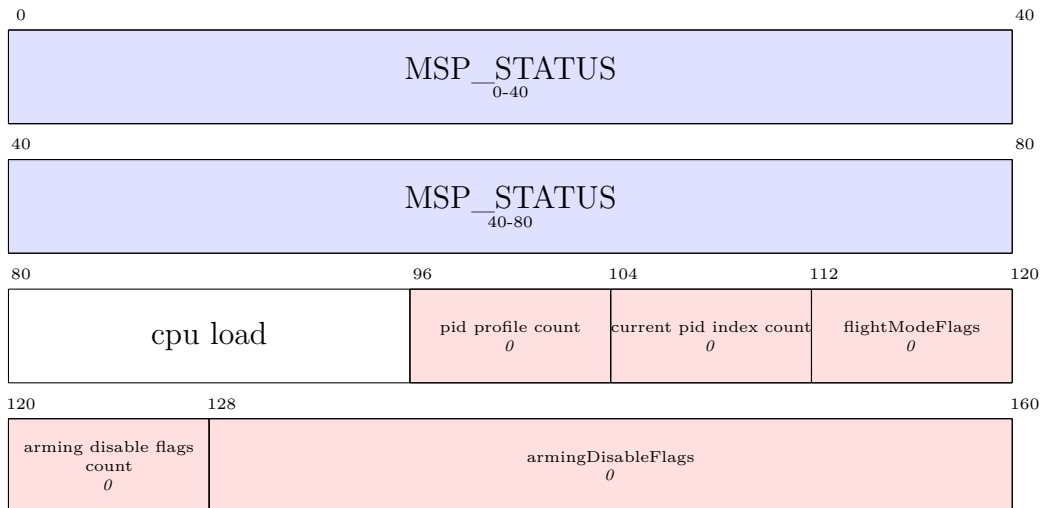 0 40
MSP_STATUS
0-40
40 80
MSP_STATUS
40-80
80 96 104 112 120
cpu load
pid profile count
0
current pid index count
0
flightModeFlags
0
120 128 160
arming disable flags
count
0
armingDisableFlags
0